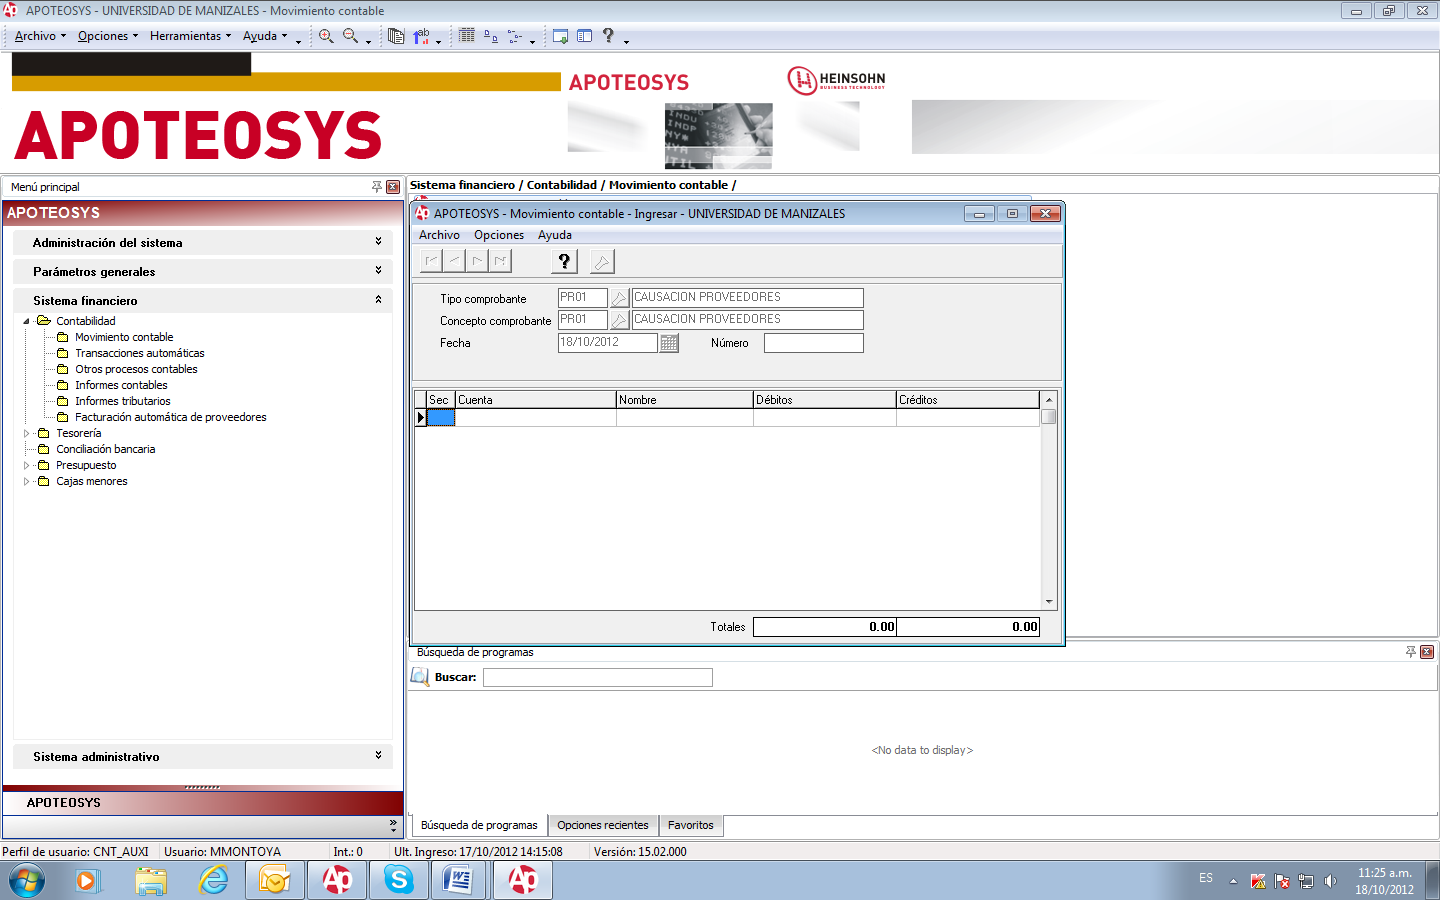 APOTEOSYS - UNIVERSIDAD DE MANIZALES - Movimiento contable
Archivo Opciones Herramientas Ayuda
APOTEOSYS
HEINSOHN
BUSINESS TECHNOLOGY
APOTEOSYS
Menú principal
APOTEOSYS
Administración del sistema
Parámetros generales
Sistema financiero
Contabilidad
Movimiento contable
Transacciones automáticas
Otros procesos contables
Informes contables
Informes tributarios
Facturación automática de proveedores
Tesorería
Conciliación bancaria
Presupuesto
Cajas menores
Sistema administrativo
APOTEOSYS
Sistema financiero / Contabilidad / Movimiento contable /
APOTEOSYS - Movimiento contable - Ingresar - UNIVERSIDAD DE MANIZALES
Archivo Opciones Ayuda
Tipo comprobante PR01 CAUSACION PROVEEDORES
Concepto comprobante PR01 CAUSACION PROVEEDORES
Fecha 18/10/2012 Número
Sec Cuenta Nombre Débitos Créditos
Totales 0.00 0.00
Búsqueda de programas
Buscar:
<No data to display>
Búsqueda de programas Opciones recientes Favoritos
Perfil de usuario: CNT_AUXI Usuario: MMONTOYA Int.: 0 Ult. Ingreso: 17/10/2012 14:15:08 Versión: 15.02.000
ES 11:25 a.m.
18/10/2012